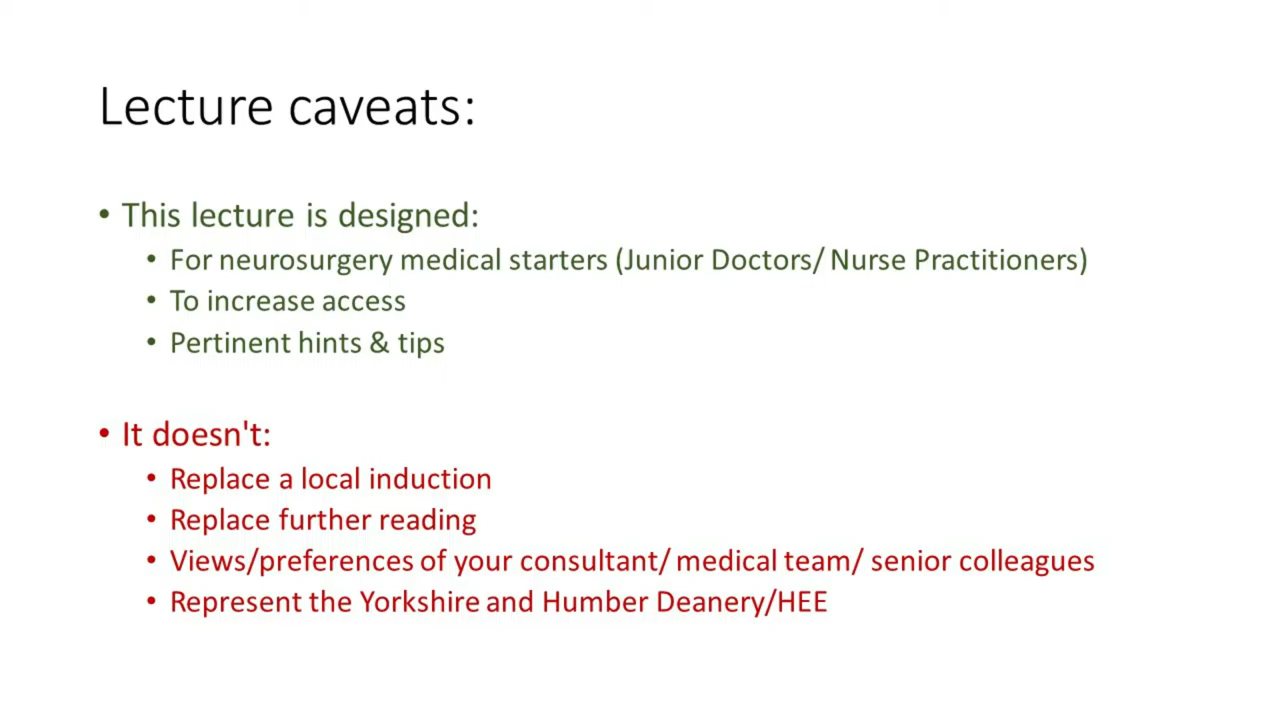 Lecture caveats:
• This lecture is designed:
• For neurosurgery medical starters (Junior Doctors/ Nurse Practitioners)
• To increase access
• Pertinent hints & tips
• It doesn't:
• Replace a local induction
• Replace further reading
• Views/preferences of your consultant/ medical team/ senior colleagues
• Represent the Yorkshire and Humber Deanery/HEE